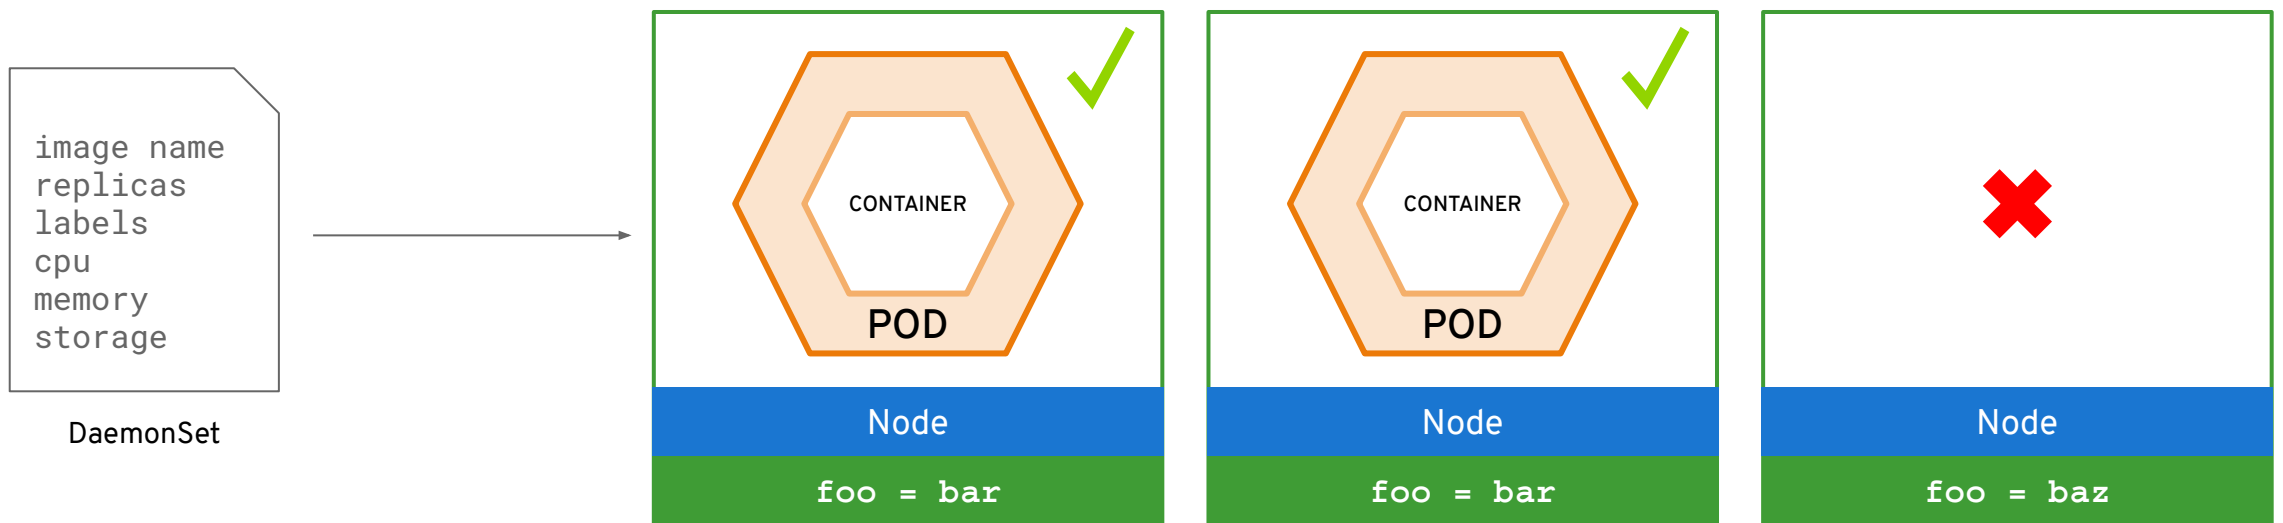 image name
replicas
labels
cpu
memory
storage
DaemonSet
CONTAINER
POD
Node
foo = bar
CONTAINER
POD
Node
foo = bar
Node
foo = baz